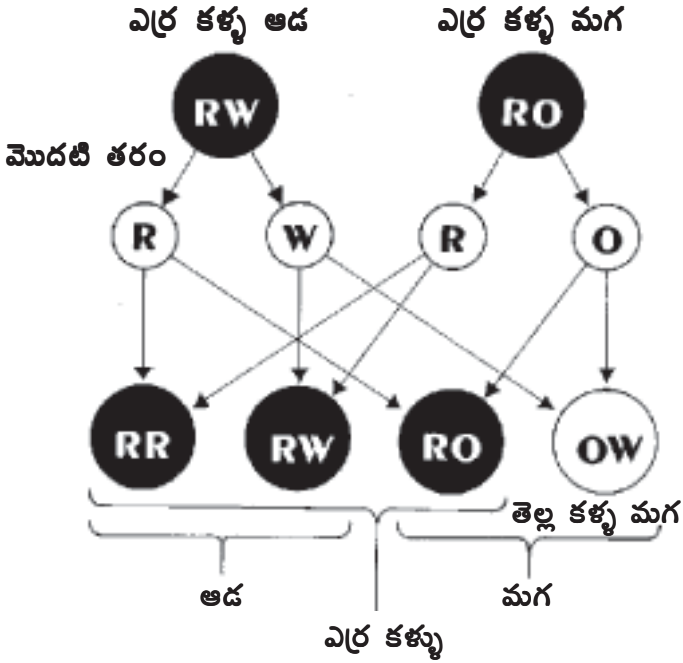 ఎర్ర కళ్ళ ఆడ ఎర్ర కళ్ళ మగ
RW RO
మొదటి తరం
R W R O
RR RW RO OW
తెల్ల కళ్ళ మగ
ఆడ మగ
ఎర్ర కళ్ళు